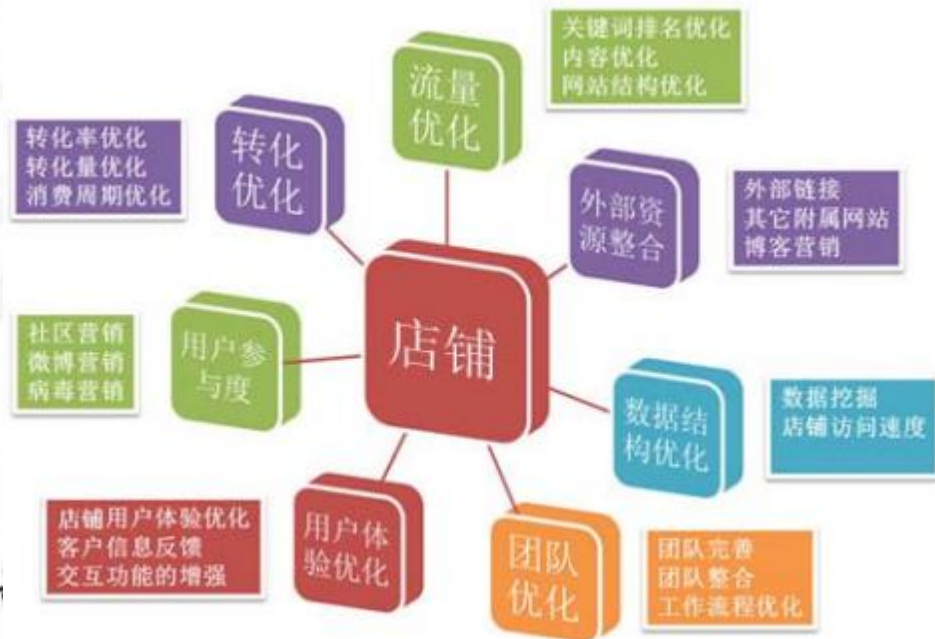 流量
优化
关键词排名优化
内容优化
网站结构优化
转化
优化
转化率优化
转化量优化
消费周期优化
外部资
源整合
外部链接
其它附属网站
博客营销
店铺
用户参
与度
社区营销
微博营销
病毒营销
数据结
构优化
数据挖掘
店铺访问速度
用户体
验优化
店铺用户体验优化
客户信息反馈
交互功能的增强
团队
优化
团队完善
团队整合
工作流程优化